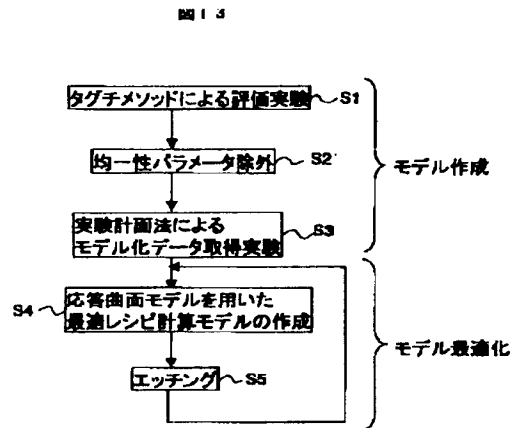 図13
タグチメソッドによる評価実験
S1
均一性パラメータ除外
S2
モデル作成
実験計画法による
モデル化データ取得実験
S3
S4
応答曲面モデルを用いた
最適レシピ計算モデルの作成
モデル最適化
エッチング
S5